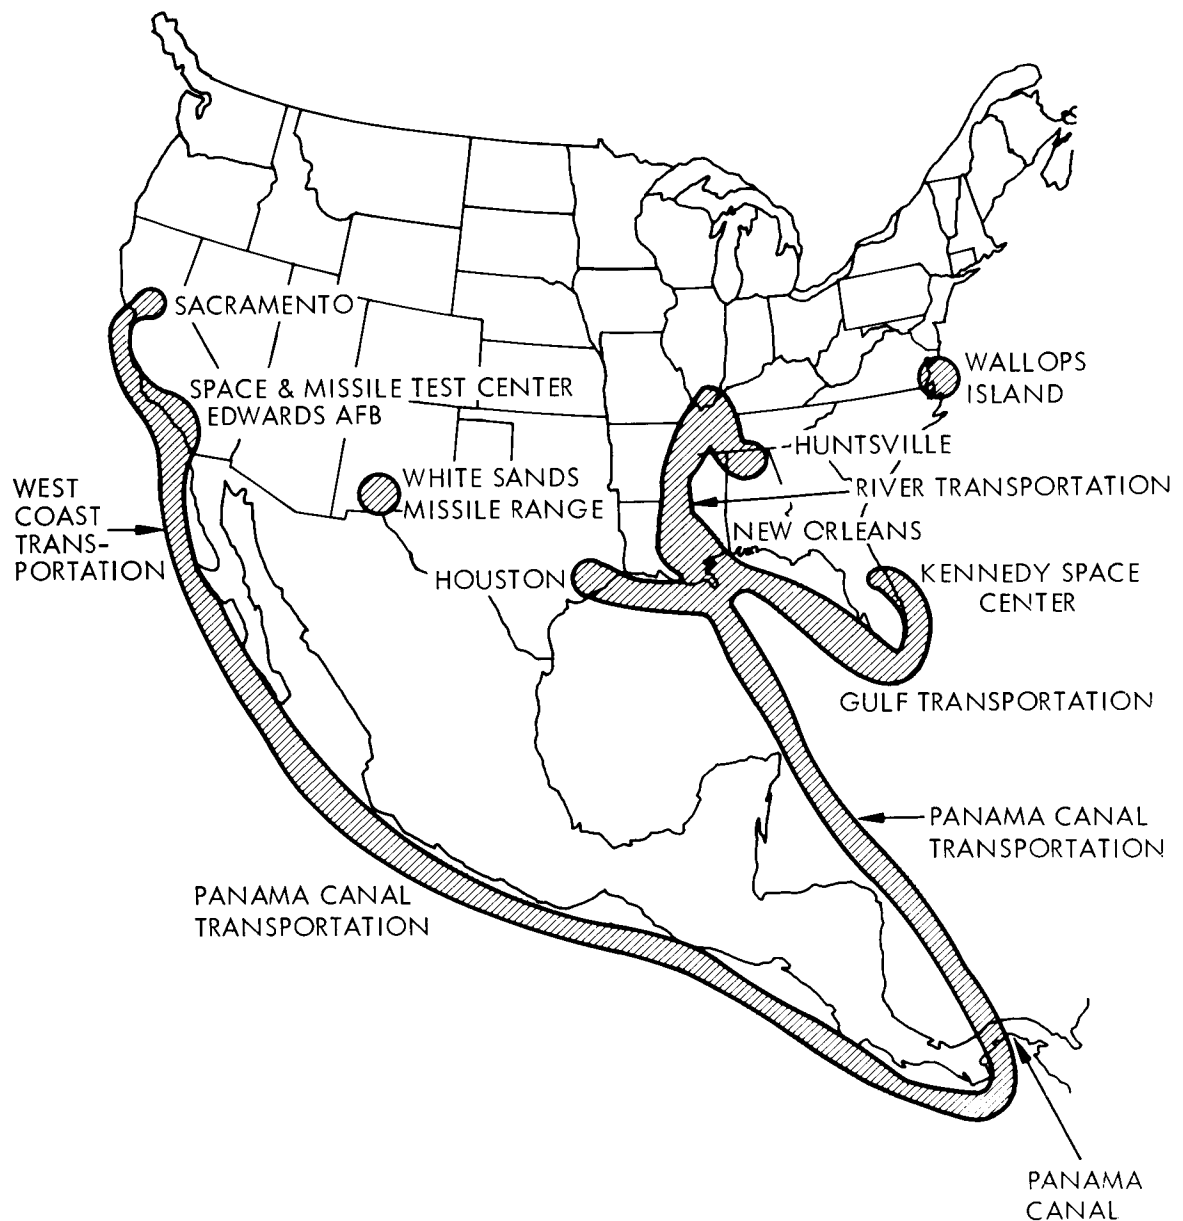 SACRAMENTO
SPACE & MISSILE TEST CENTER
EDWARDS AFB
WALLOPS
ISLAND
HUNTSVILLE
WHITE SANDS
MISSILE RANGE
RIVER TRANSPORTATION
WEST
COAST
TRANS-
PORTATION
NEW ORLEANS
HOUSTON
KENNEDY SPACE
CENTER
GULF TRANSPORTATION
PANAMA CANAL
TRANSPORTATION
PANAMA CANAL
TRANSPORTATION
PANAMA
CANAL